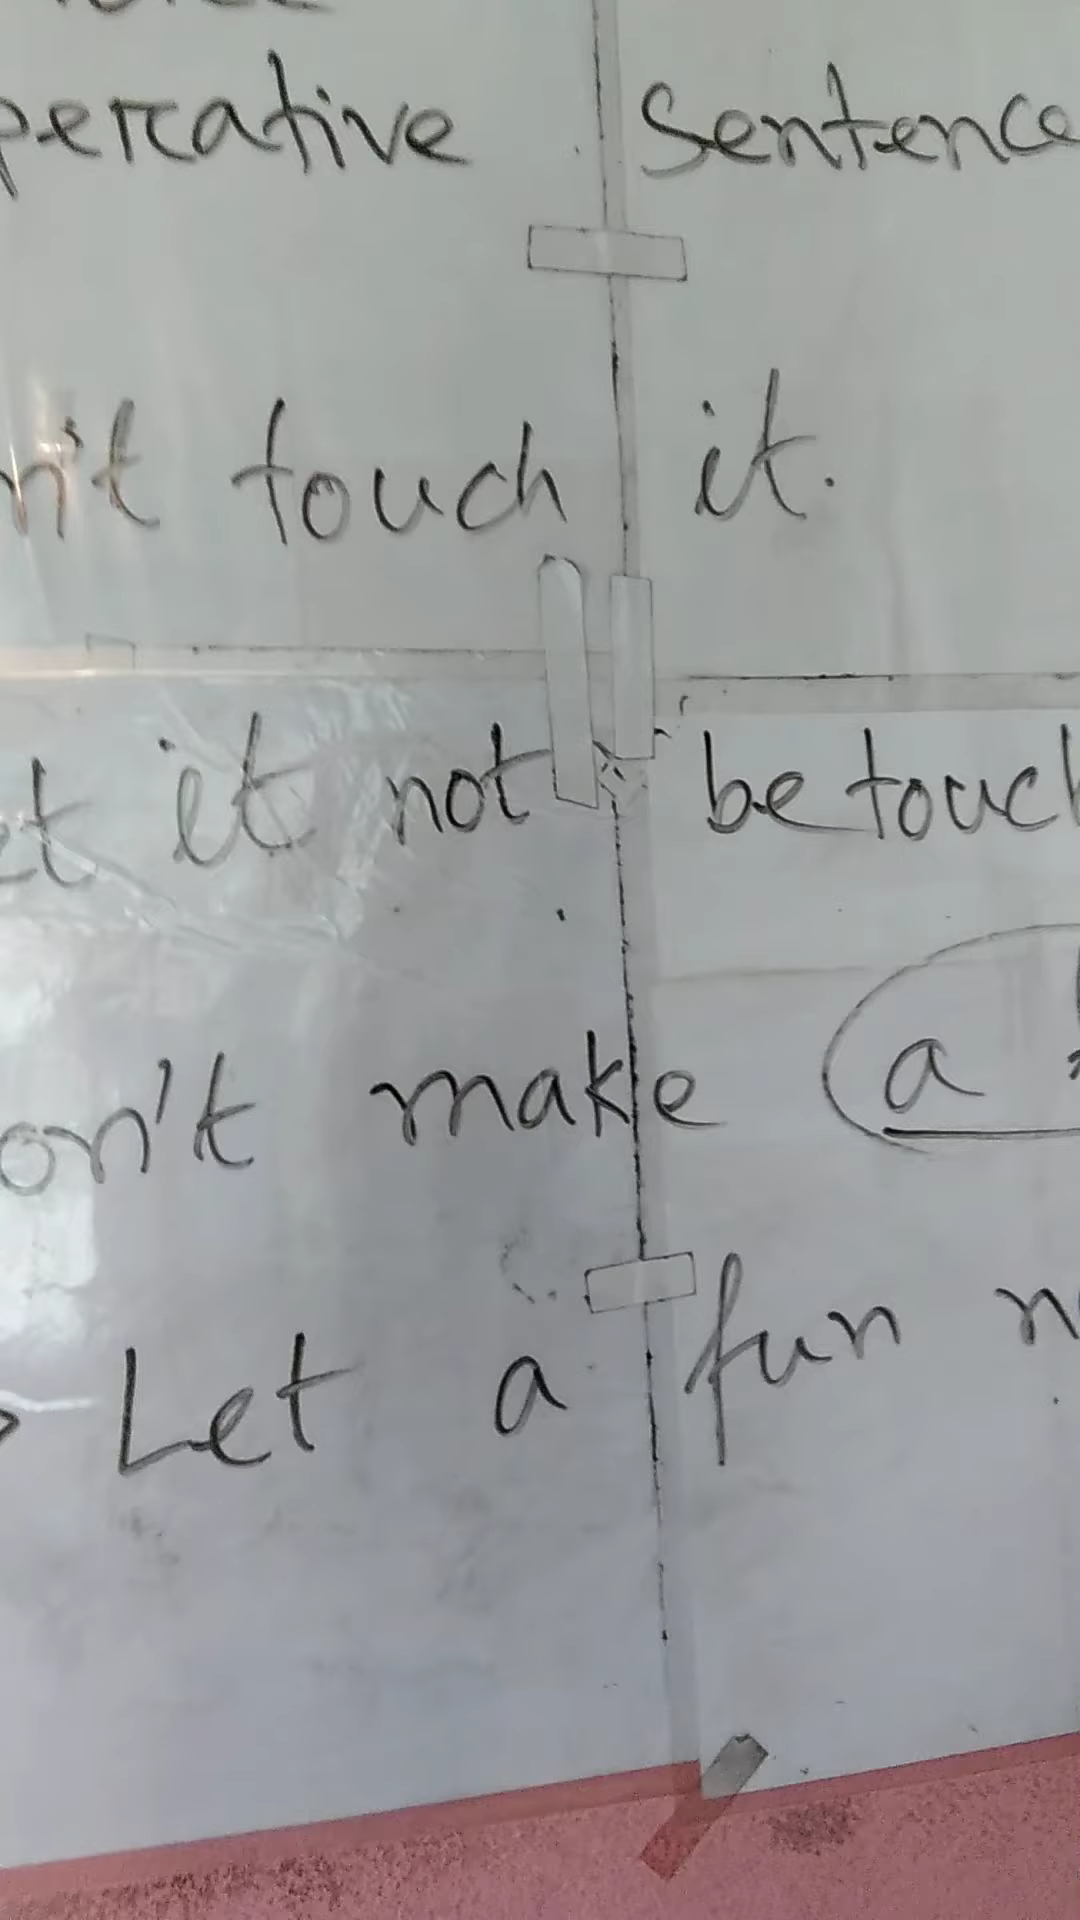 perative sentence
n't touch it.
et it not be touch
on't make a
Let a fun n